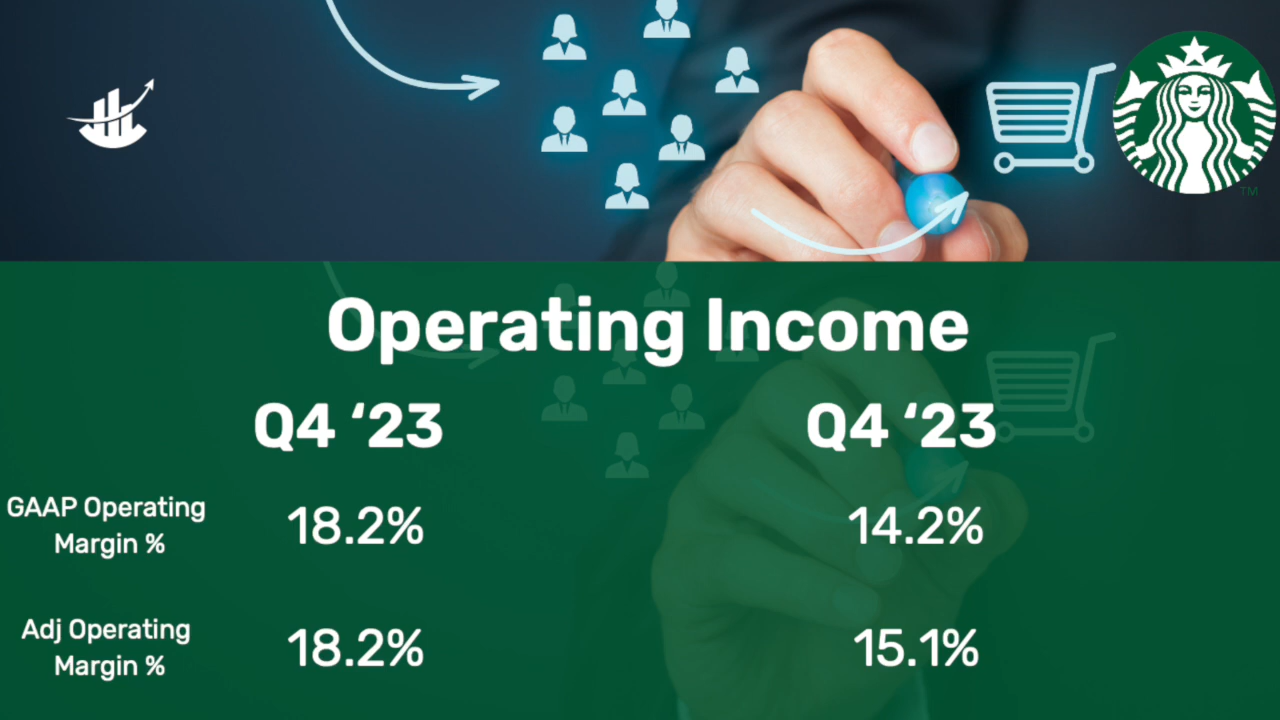 TM
Operating Income
Q4 ‘23 Q4 ‘23
GAAP Operating
Margin % 18.2% 14.2%
Adj Operating
Margin % 18.2% 15.1%